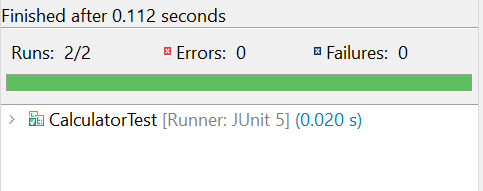 Finished after 0.112 seconds
Runs: 2/2 Errors: 0 Failures: 0
CalculatorTest [Runner: JUnit 5] (0.020 s)